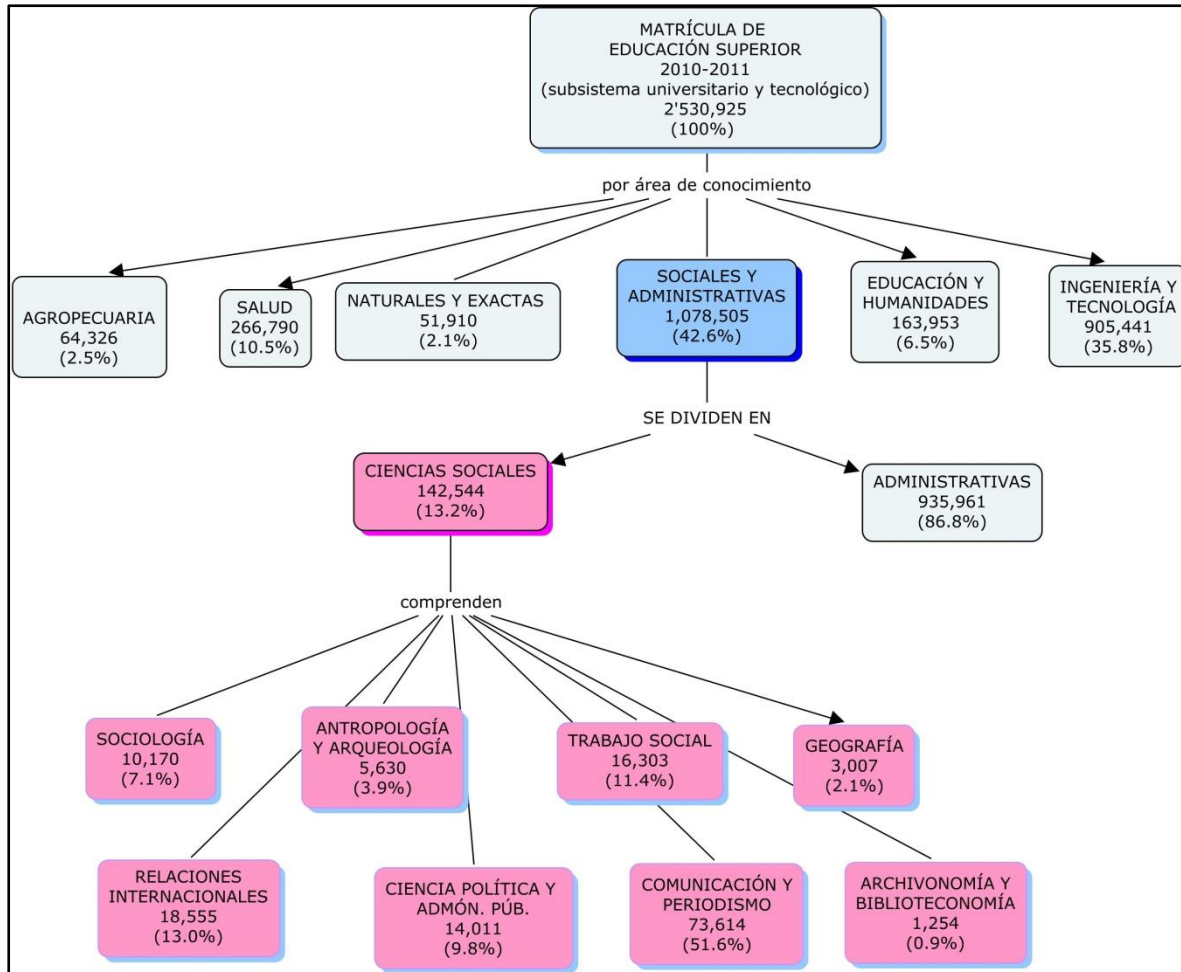 MATRÍCULA DE
EDUCACIÓN SUPERIOR
2010-2011
(subsistema universitario y tecnológico)
2'530,925
(100%)
por área de conocimiento
AGROPECUARIA
64,326
(2.5%)
SALUD
266,790
(10.5%)
NATURALES Y EXACTAS
51,910
(2.1%)
SOCIALES Y
ADMINISTRATIVAS
1,078,505
(42.6%)
EDUCACIÓN Y
HUMANIDADES
163,953
(6.5%)
INGENIERÍA Y
TECNOLOGÍA
905,441
(35.8%)
SE DIVIDEN EN
CIENCIAS SOCIALES
142,544
(13.2%)
ADMINISTRATIVAS
935,961
(86.8%)
comprenden
SOCIOLOGÍA
10,170
(7.1%)
ANTROPOLOGÍA
Y ARQUEOLOGÍA
5,630
(3.9%)
TRABAJO SOCIAL
16,303
(11.4%)
GEOGRAFÍA
3,007
(2.1%)
RELACIONES
INTERNACIONALES
18,555
(13.0%)
CIENCIA POLÍTICA Y
ADMÓN. PÚB.
14,011
(9.8%)
COMUNICACIÓN Y
PERIODISMO
73,614
(51.6%)
ARCHIVONOMÍA Y
BIBLIOTECONOMÍA
1,254
(0.9%)